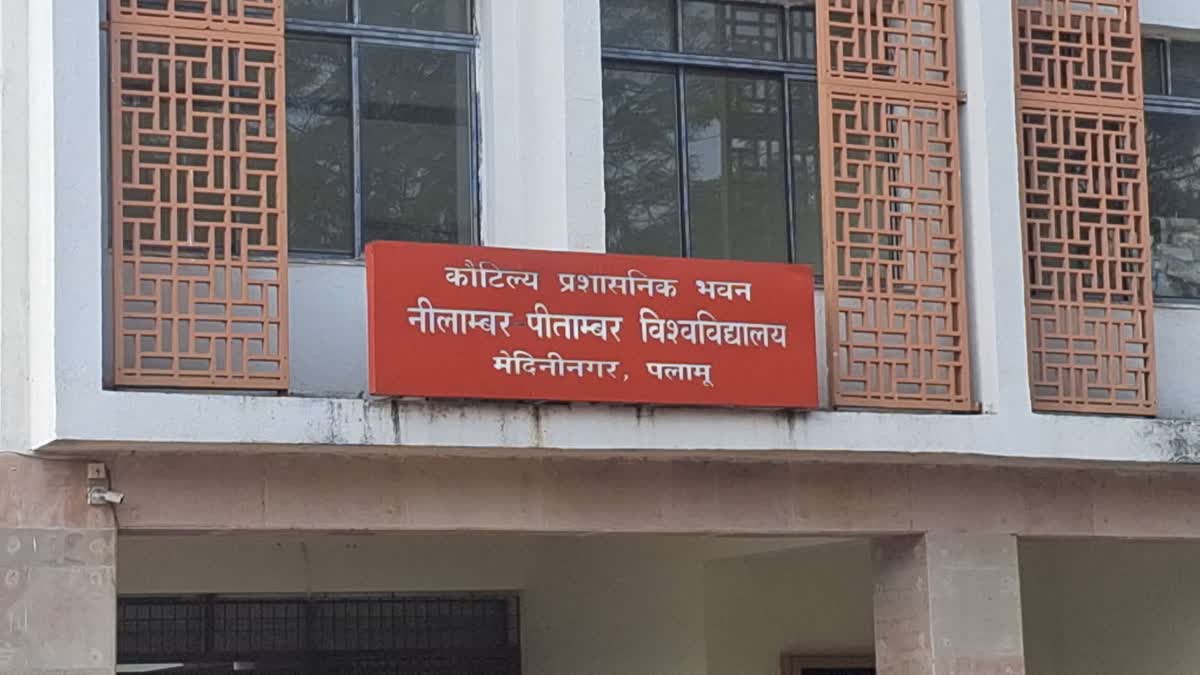 कौटिल्य प्रशासनिक भवन
नीलाम्बर पीताम्बर विश्वविद्यालय
मेदिनीनगर, पलामू